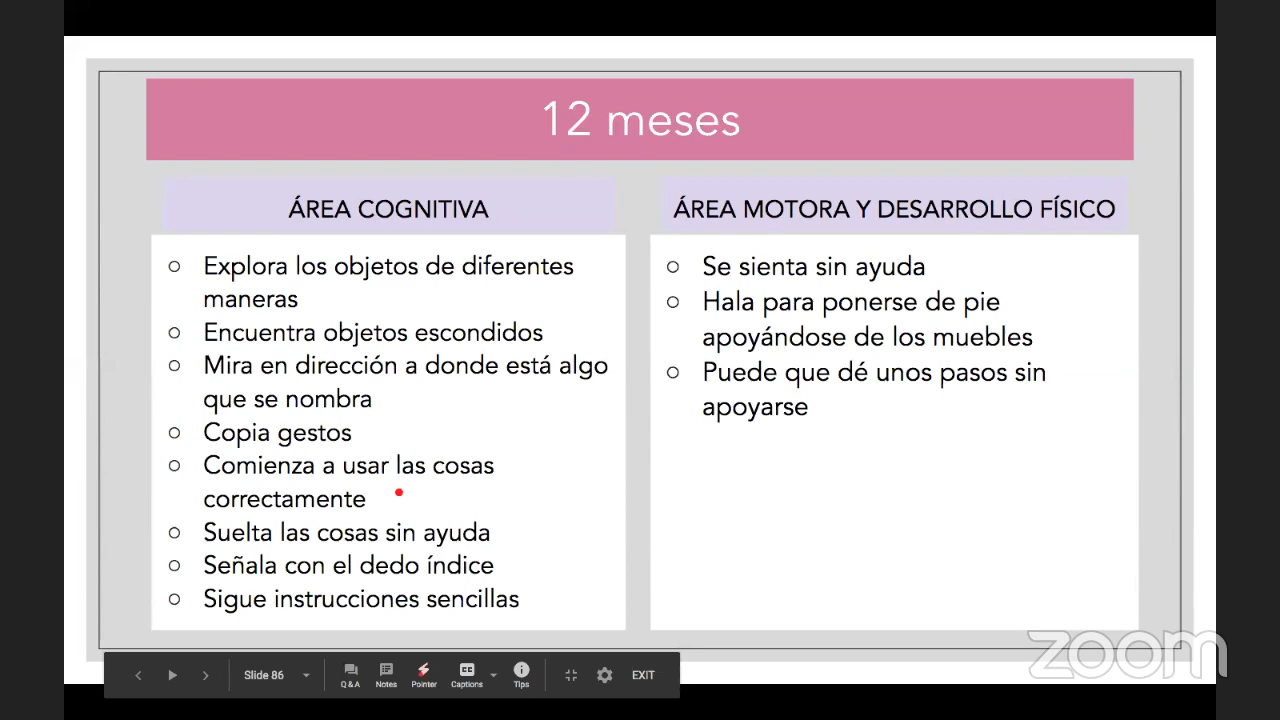 12 meses
ÁREA COGNITIVA
Explora los objetos de diferentes
maneras
Encuentra objetos escondidos
Mira en dirección a donde está algo
que se nombra
Copia gestos
Comienza a usar las cosas
correctamente
Suelta las cosas sin ayuda
Señala con el dedo índice
Sigue instrucciones sencillas
ÁREA MOTORA Y DESARROLLO FÍSICO
Se sienta sin ayuda
Hala para ponerse de pie
apoyándose de los muebles
Puede que dé unos pasos sin
apoyarse
zoom
Slide 86
Q & A
Notes
Pointer
CC
Captions
Tips
EXIT